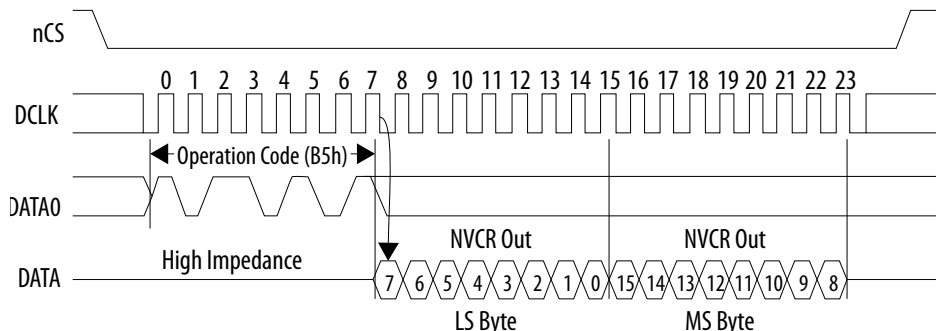 nCS
0 1 2 3 4 5 6 7 8 9 10 11 12 13 14 15 16 17 18 19 20 21 22 23
DCLK
Operation Code (B5h)
DATA0
NVCR Out NVCR Out
High Impedance
DATA 7 6 5 4 3 2 1 0 15 14 13 12 11 10 9 8
LS Byte MS Byte